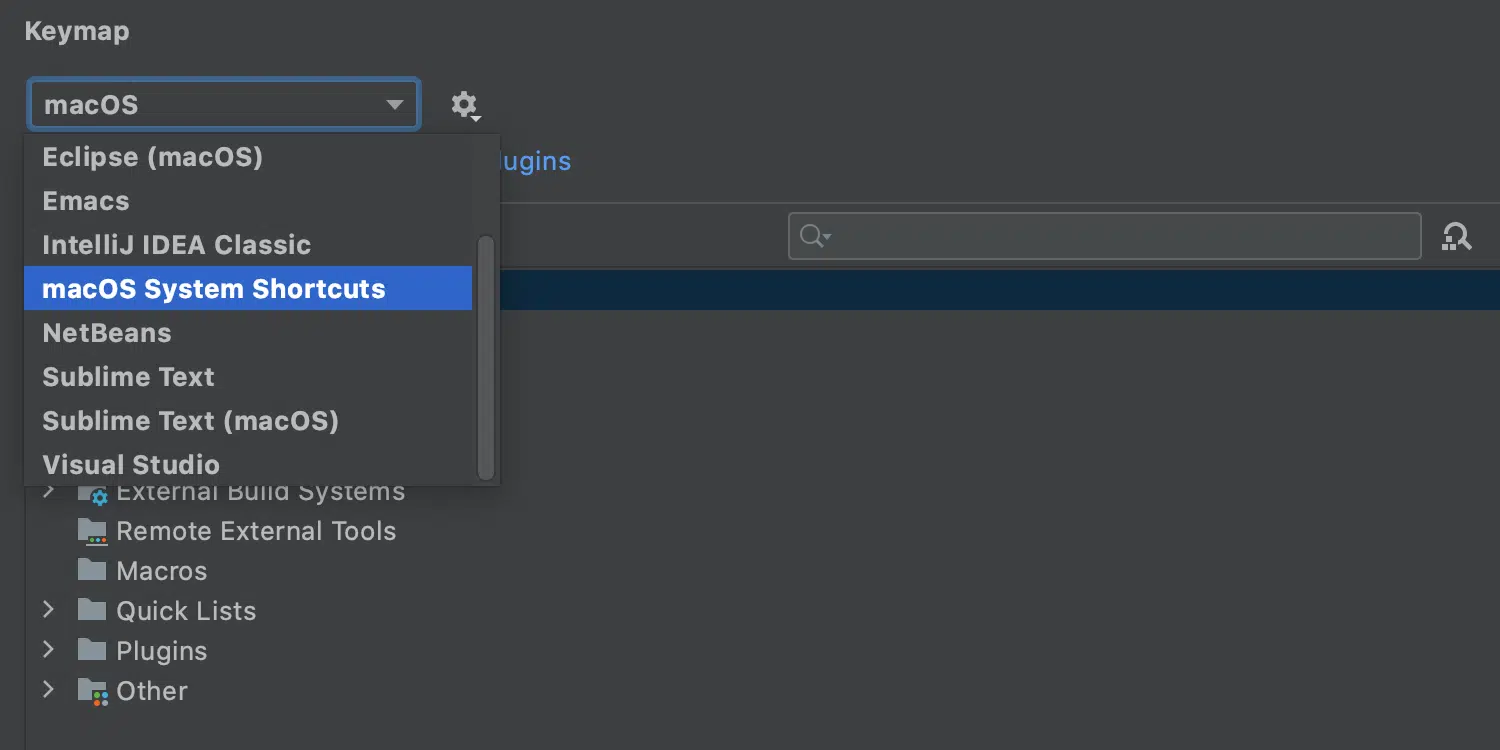 Keymap
macOS
Eclipse (macOS)
lugins
Emacs
IntelliJ IDEA Classic
macOS System Shortcuts
NetBeans
Sublime Text
Sublime Text (macOS)
Visual Studio
External Build Systems
Remote External Tools
Macros
Quick Lists
Plugins
Other